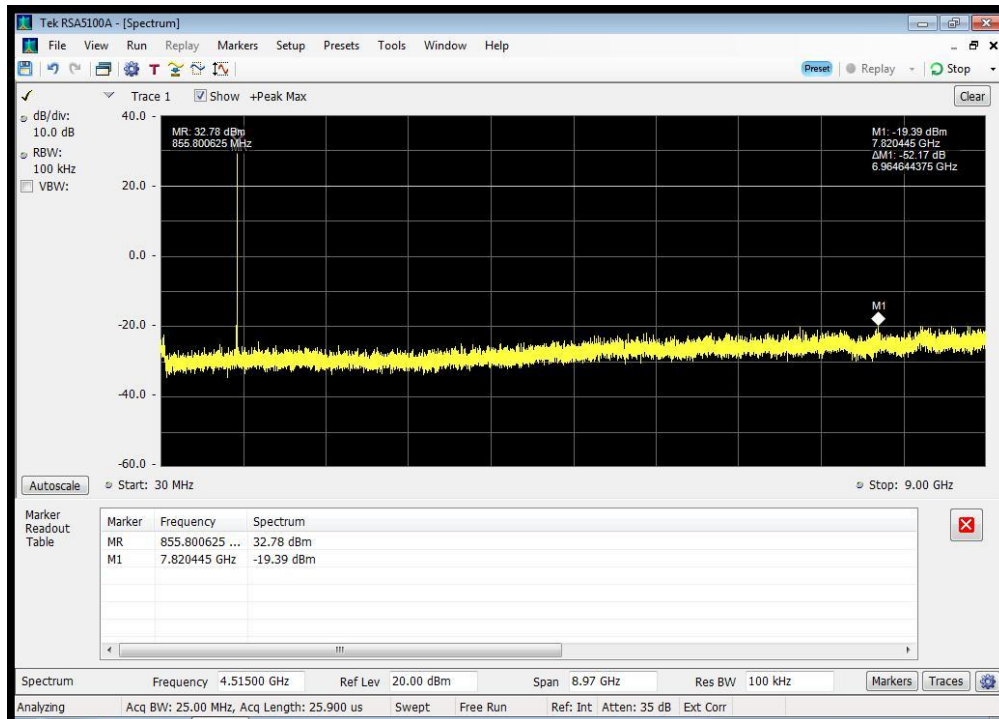 Tek RSA5100A - [Spectrum]
File View Run Replay Markers Setup Presets Tools Window Help
Preset Replay Stop
Trace 1 Show +Peak Max Clear
dB/div:
10.0 dB
RBW:
100 kHz
VBW:
40.0
20.0
0.0
-20.0
-40.0
-60.0
MR: 32.78 dBm
855.800625 MHz
M1: -19.39 dBm
7.820445 GHz
ΔM1: -52.17 dB
6.964644375 GHz
M1
Autoscale Start: 30 MHz Stop: 9.00 GHz
Marker Readout Table
Marker Frequency Spectrum
MR 855.800625 ... 32.78 dBm
M1 7.820445 GHz -19.39 dBm
Spectrum Frequency 4.51500 GHz Ref Lev 20.00 dBm Span 8.97 GHz Res BW 100 kHz Markers Traces
Analyzing Acq BW: 25.00 MHz, Acq Length: 25.900 us Swept Free Run Ref: Int Atten: 35 dB Ext Corr